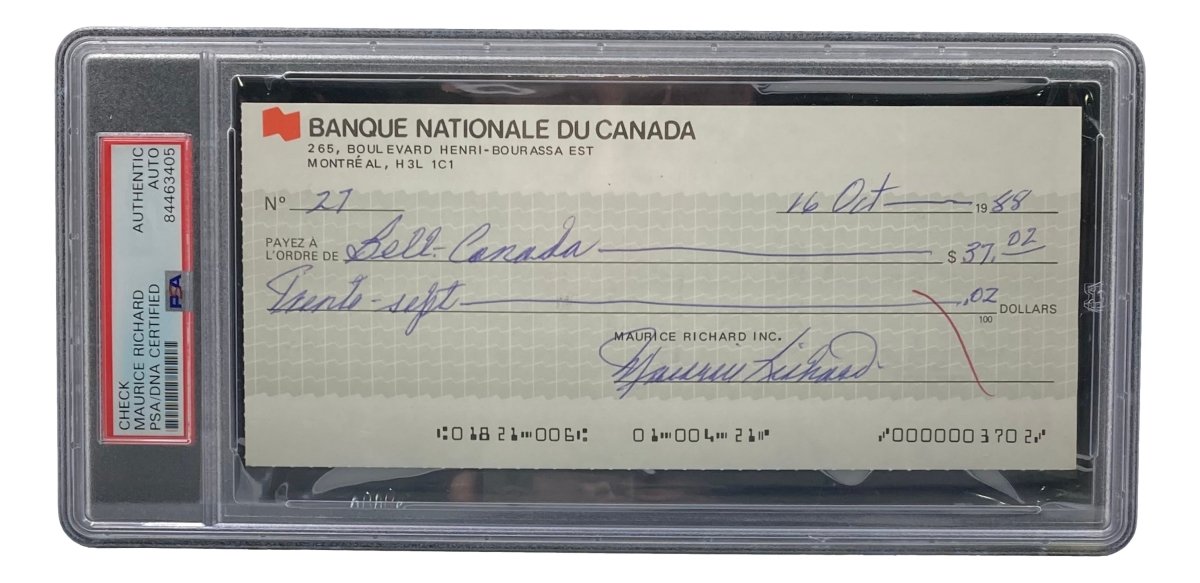 CHECK
MAURICE RICHARD
PSA/DNA CERTIFIED
AUTHENTIC
AUTO
84463405
PSA
BANQUE NATIONALE DU CANADA
265, BOULEVARD HENRI-BOURASSA EST
MONTRÉAL, H3L 1C1
Nº 27
16 Oct 1988
PAYEZ À
L'ORDRE DE Bell-Canada $ 37.02
Trente-sept .02/100 DOLLARS
MAURICE RICHARD INC.
Maurice Richard
⑆01821⑉006⑆ 01⑉004⑉21⑈ ⑇0000003702⑇